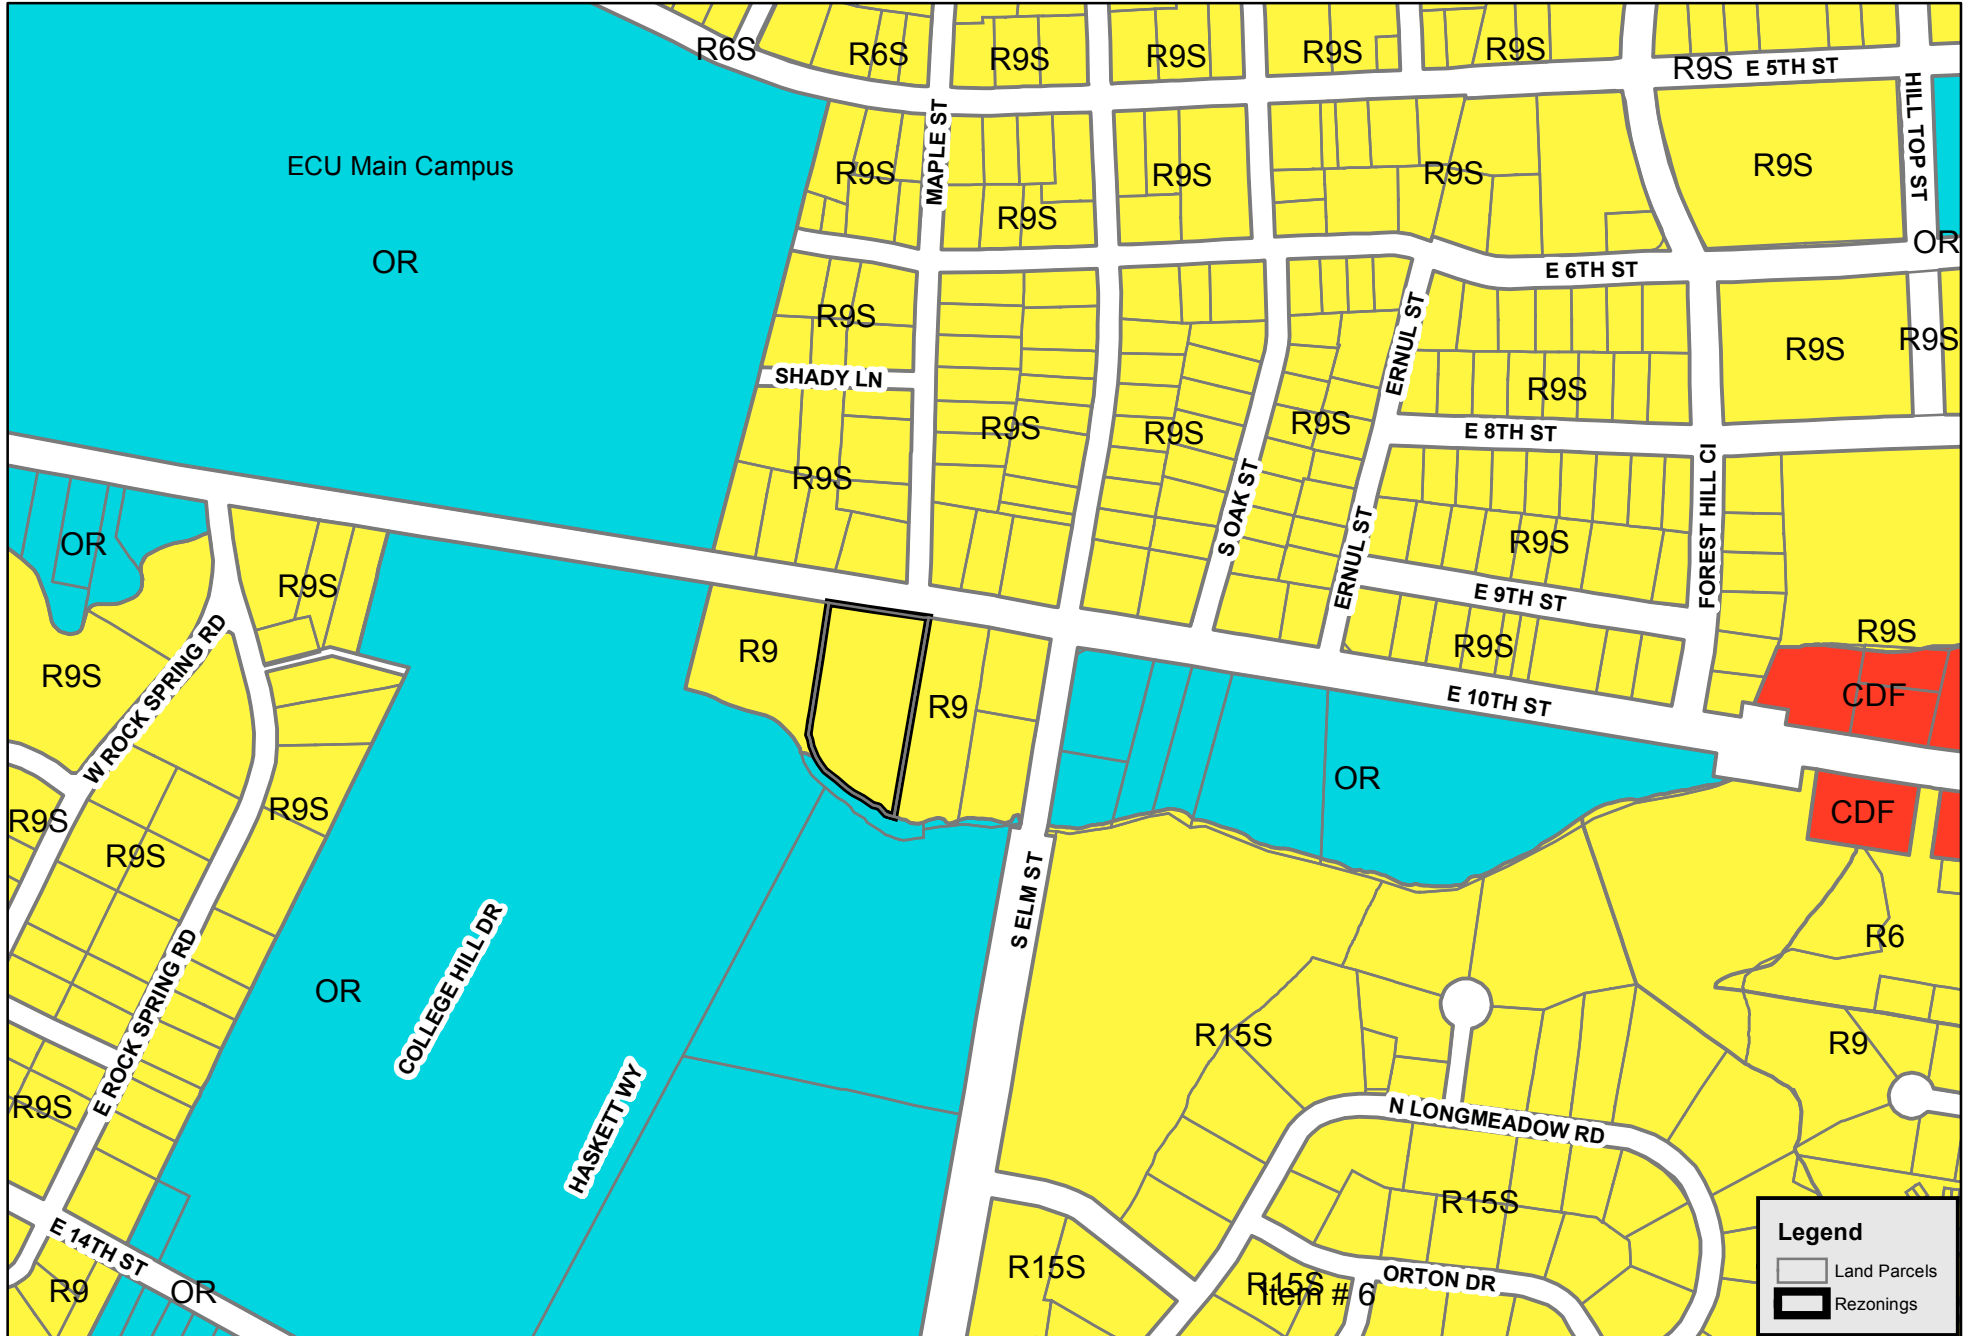 R6S
R6S
R9S
R9S
R9S
R9S
R9S
E 5TH ST
HILL TOP ST
ECU Main Campus
OR
MAPLE ST
R9S
R9S
R9S
R9S
R9S
OR
E 6TH ST
R9S
SHADY LN
ERNUL ST
R9S
R9S
R9S
R9S
R9S
R9S
R9S
E 8TH ST
R9S
S OAK ST
FOREST HILL CI
OR
R9S
ERNUL ST
R9S
E 9TH ST
R9S
R9S
R9S
W ROCK SPRING RD
R9
R9
E 10TH ST
CDF
OR
CDF
R9S
R9S
R9S
S ELM ST
COLLEGE HILL DR
R6
E ROCK SPRING RD
OR
R15S
R9
HASKETT WY
R9S
N LONGMEADOW RD
R15S
E 14TH ST
R9
OR
R15S
R15S
Item # 6
ORTON DR
Legend
Land Parcels
Rezonings